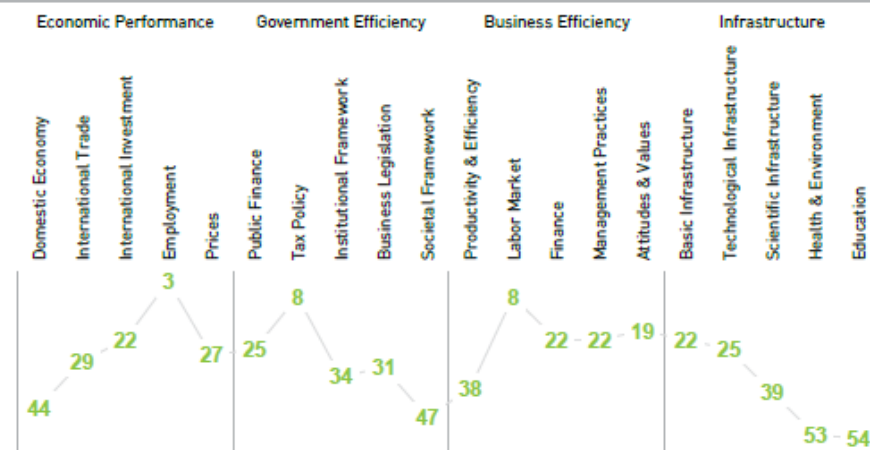 Economic Performance
Government Efficiency
Business Efficiency
Infrastructure
Domestic Economy
International Trade
International Investment
Employment
Prices
Public Finance
Tax Policy
Institutional Framework
Business Legislation
Societal Framework
Productivity & Efficiency
Labor Market
Finance
Management Practices
Attitudes & Values
Basic Infrastructure
Technological Infrastructure
Scientific Infrastructure
Health & Environment
Education
44
29
22
3
27
25
8
34
31
47
38
8
22
22
19
22
25
39
53
54